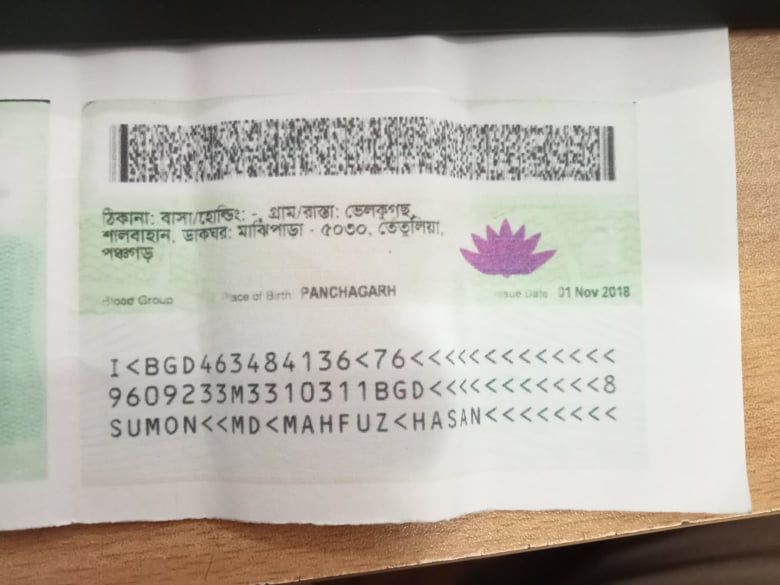 ঠিকানা: বাসা/হোল্ডিং: -, গ্রাম/রাস্তা: ভেলকুগছ,
শালবাহান, ডাকঘর: মাঝিপাড়া - ৫০৩০, তেতুলিয়া,
পঞ্চগড়
Blood Group Place of Birth: PANCHAGARH Issue Date: 01 Nov 2018
I<BGD463484136<76<<<<<<<<<<<<<
9609233M3310311BGD<<<<<<<<<<<8
SUMON<<MD<MAHFUZ<HASAN<<<<<<<<